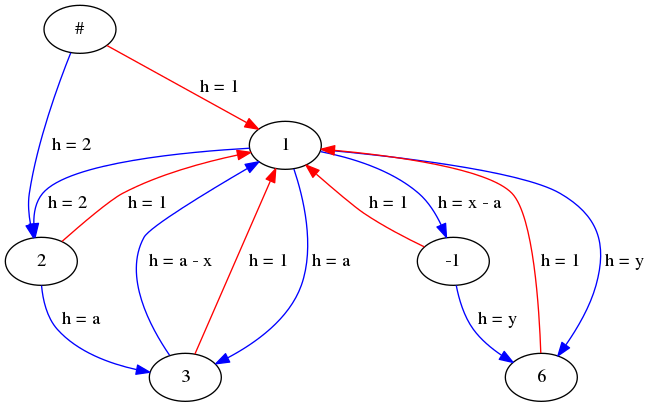 #
h = 1
1
h = 2
h = 2
h = 1
h = 1
h = x - a
2
h = a - x
h = 1
h = a
-1
h = 1
h = y
h = a
h = y
3
6